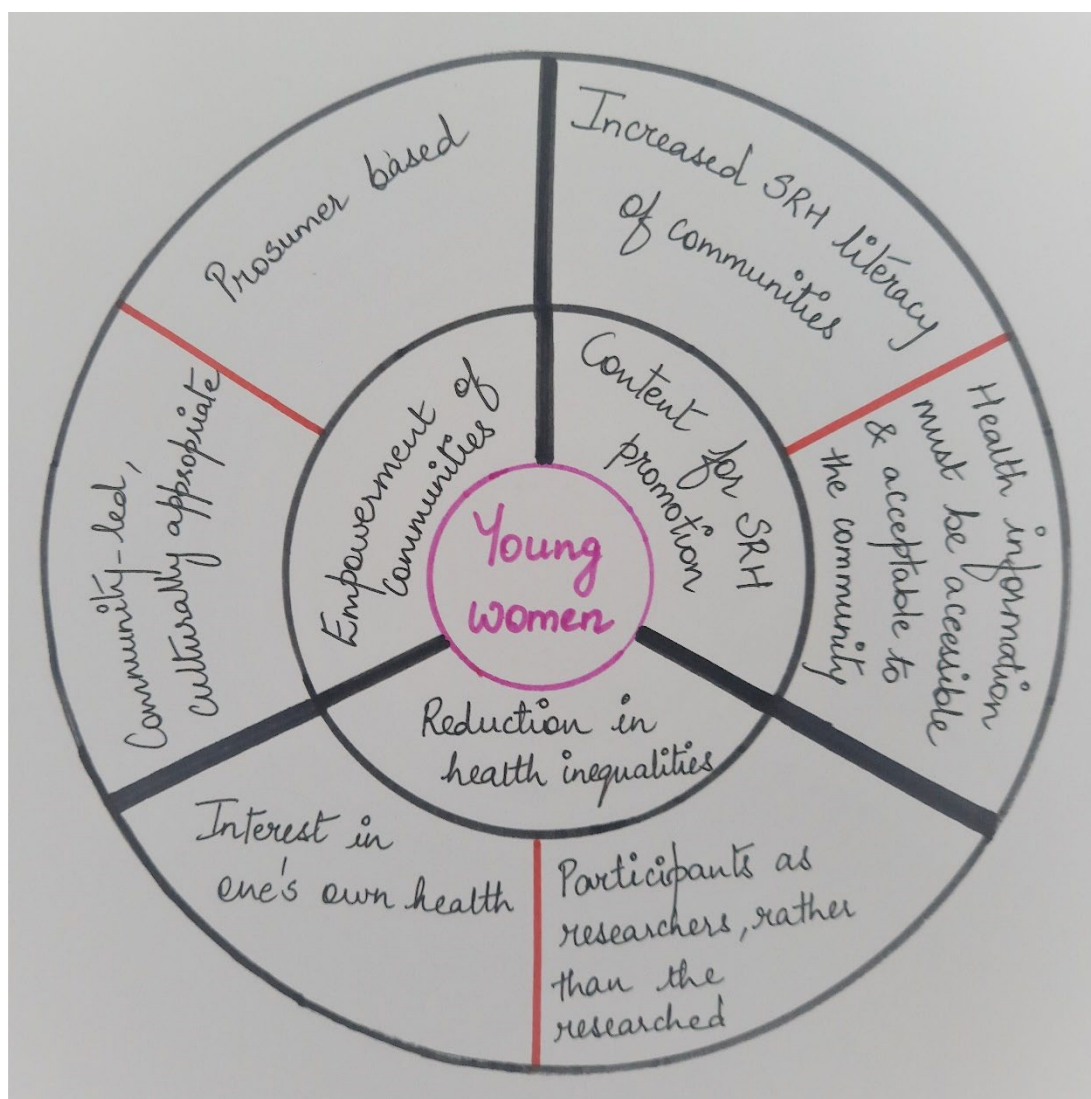 Young
women
Content for SRH
promotion
Reduction in
health inequalities
Empowerment of
communities
Increased SRH literacy
of communities
Health information
must be accessible
& acceptable to
the community
Participants as
researchers, rather
than the
researched
Interest in
one's own health
Community-led,
culturally appropriate
Prosumer based